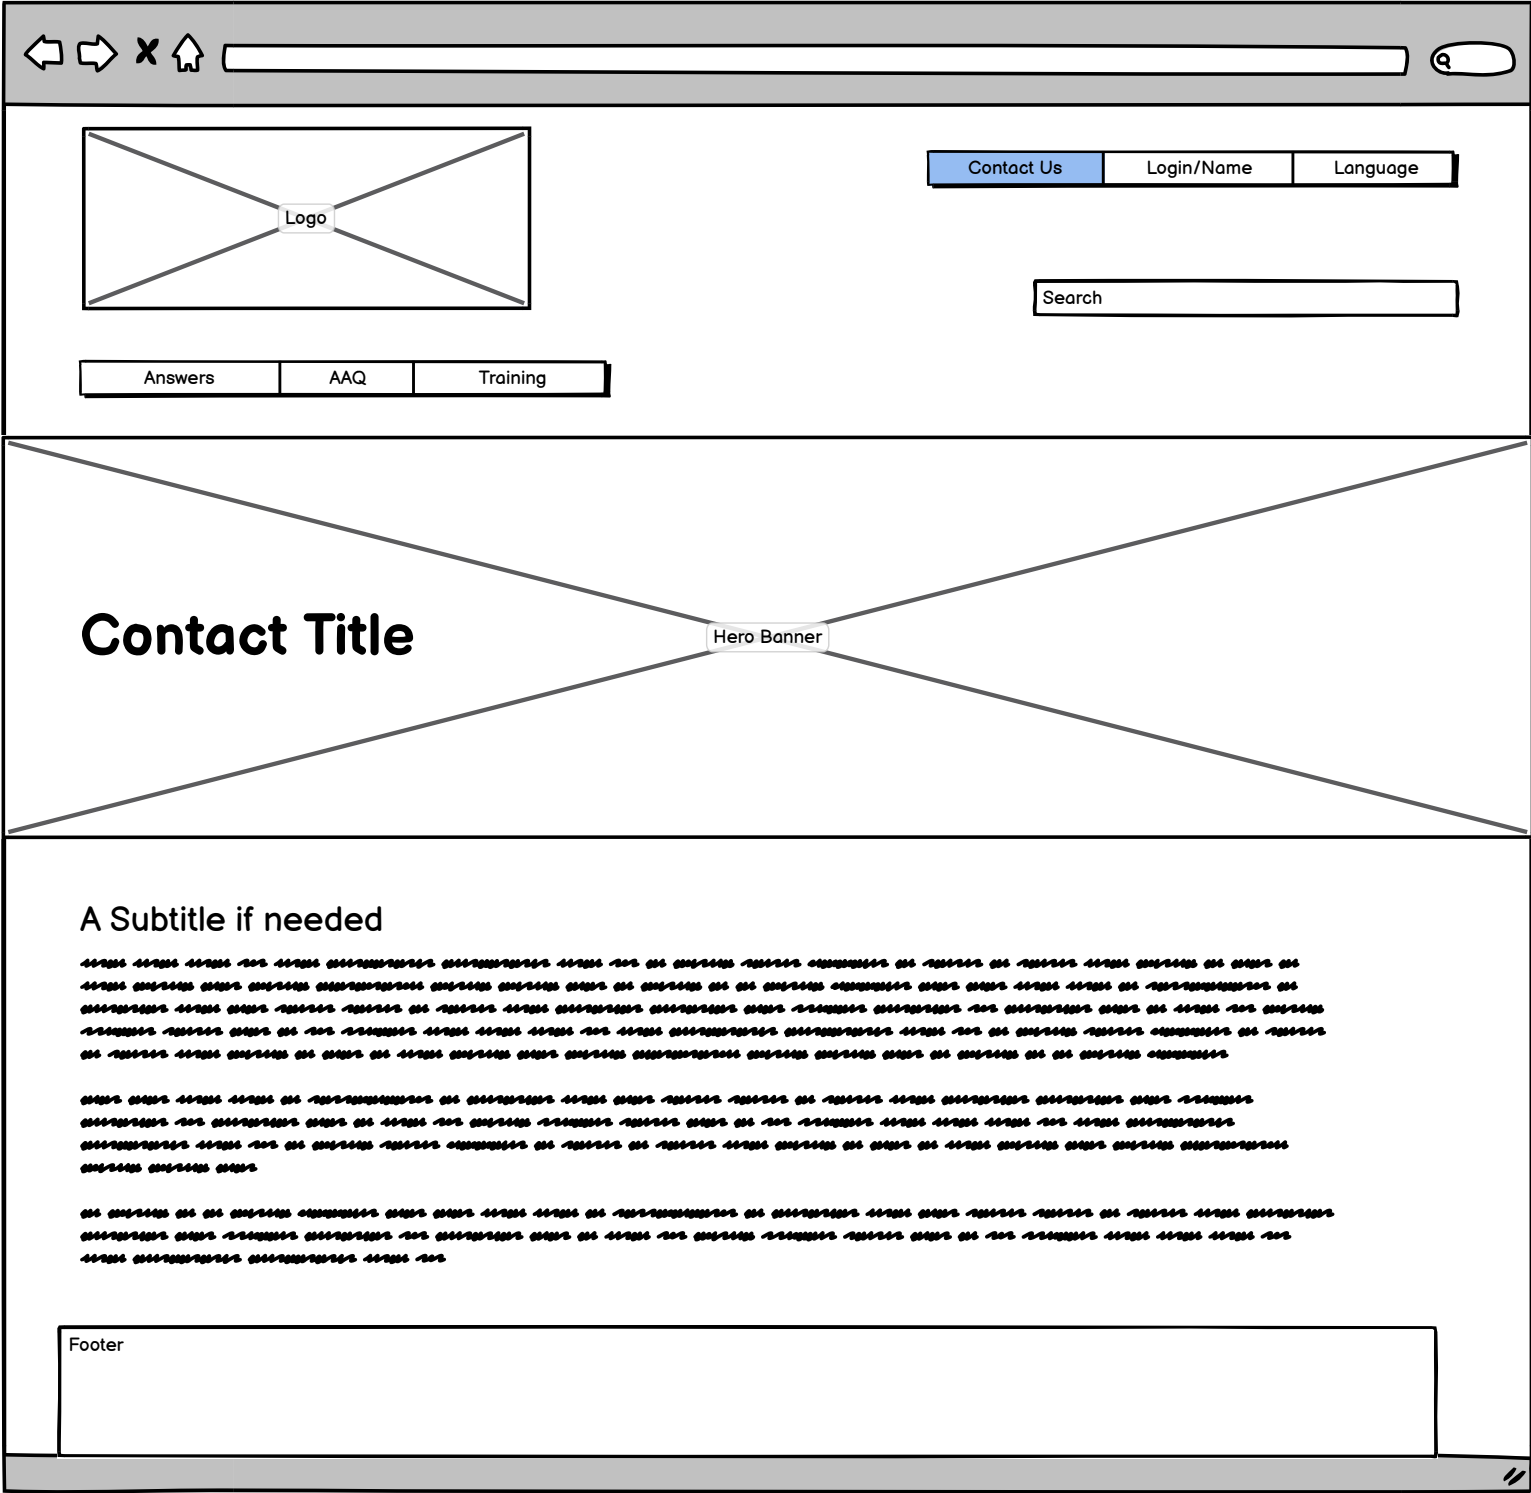 Logo
Contact Us Login/Name Language
Search
Answers AAQ Training
Contact Title
Hero Banner
A Subtitle if needed
Footer